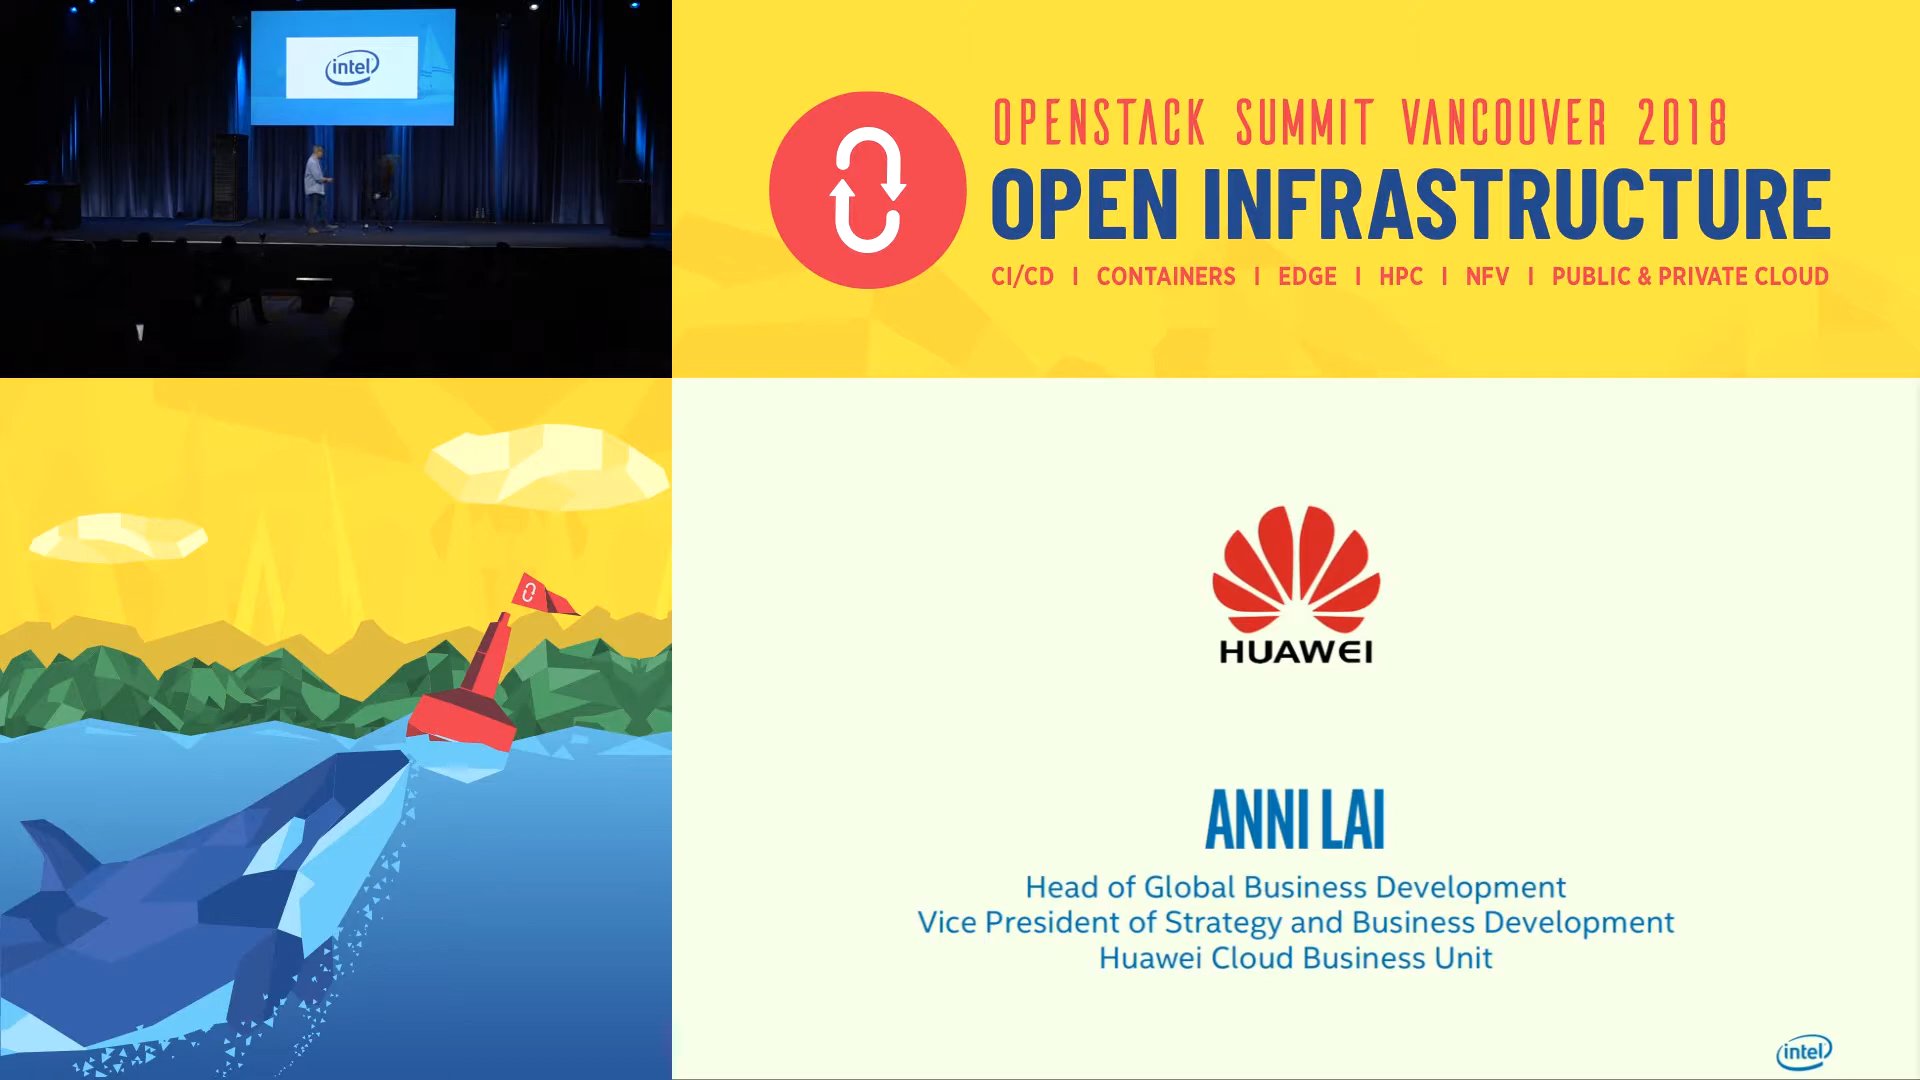 intel
OPENSTACK SUMMIT VANCOUVER 2018
OPEN INFRASTRUCTURE
CI/CD | CONTAINERS | EDGE | HPC | NFV | PUBLIC & PRIVATE CLOUD
HUAWEI
ANNI LAI
Head of Global Business Development
Vice President of Strategy and Business Development
Huawei Cloud Business Unit
intel